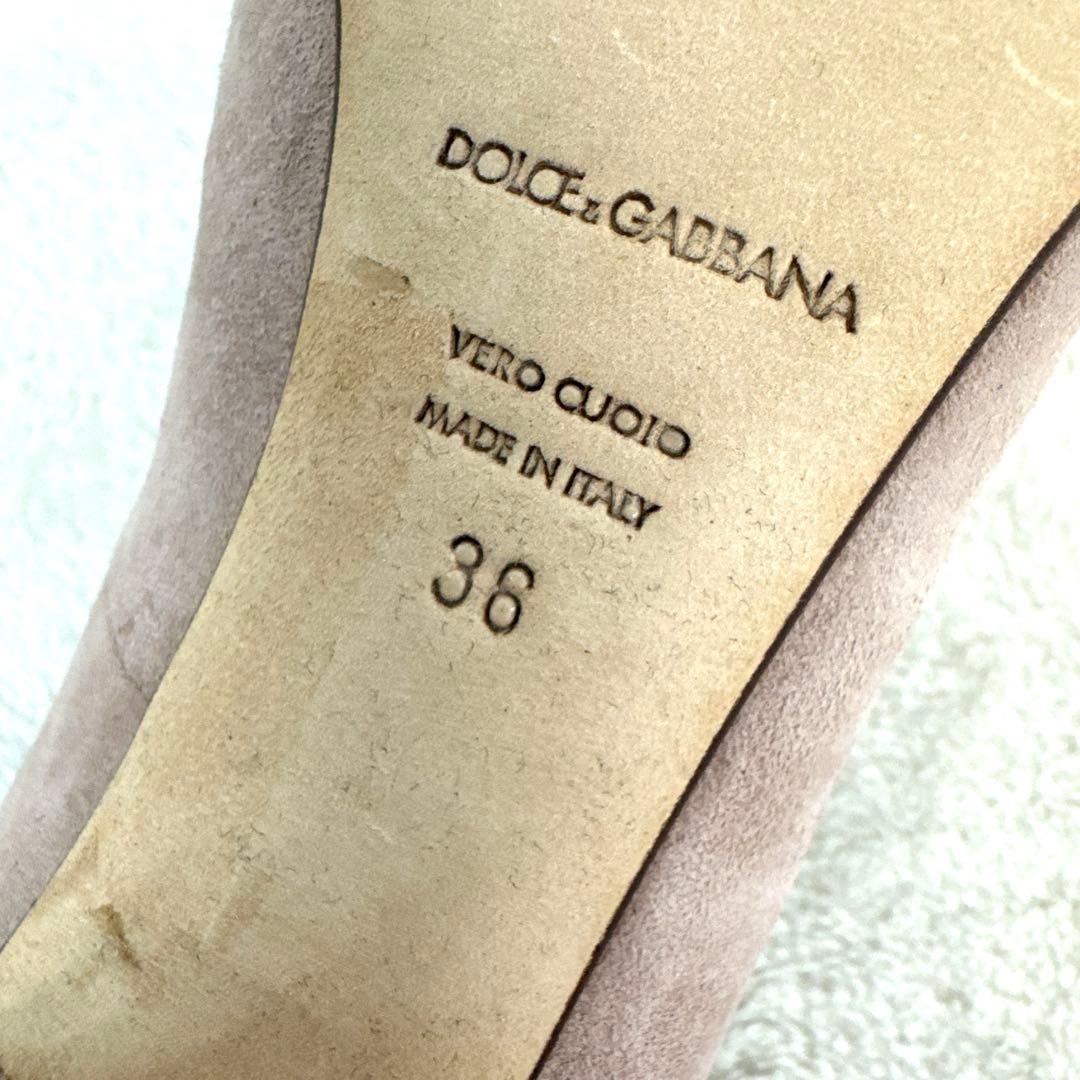 DOLCE&GABBANA
VERO CUOIO
MADE IN ITALY
36